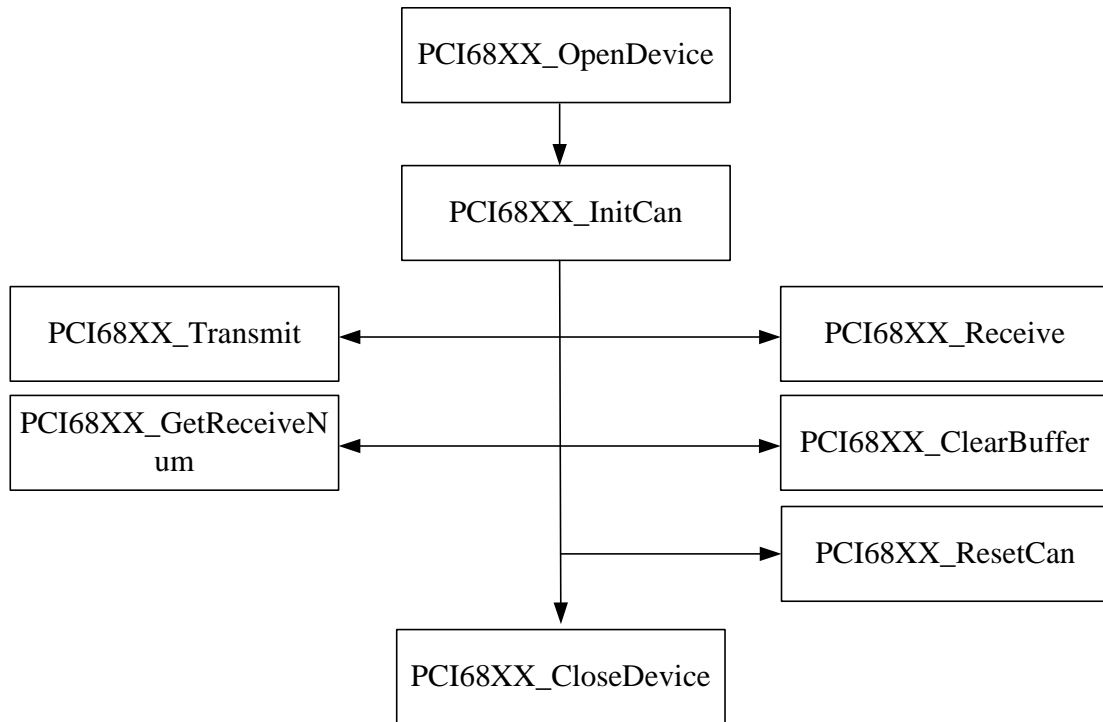 PCI68XX_OpenDevice
PCI68XX_InitCan
PCI68XX_Transmit
PCI68XX_Receive
PCI68XX_GetReceiveN
um
PCI68XX_ClearBuffer
PCI68XX_ResetCan
PCI68XX_CloseDevice